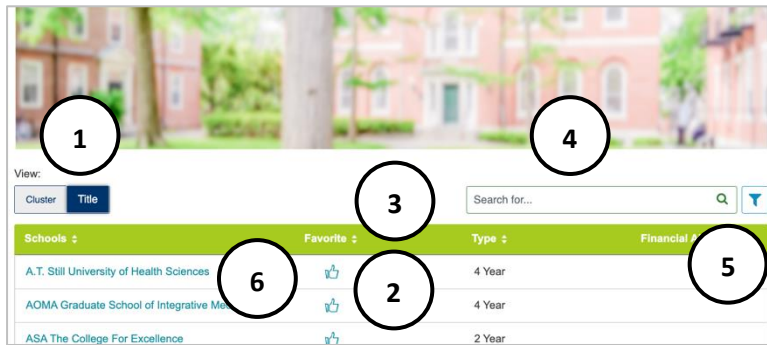 1
4
View:
Cluster Title
3
Search for...
Schools Favorite Type Financial
5
A.T. Still University of Health Sciences
6
4 Year
2
AOMA Graduate School of Integrative
4 Year
ASA The College For Excellence
2 Year